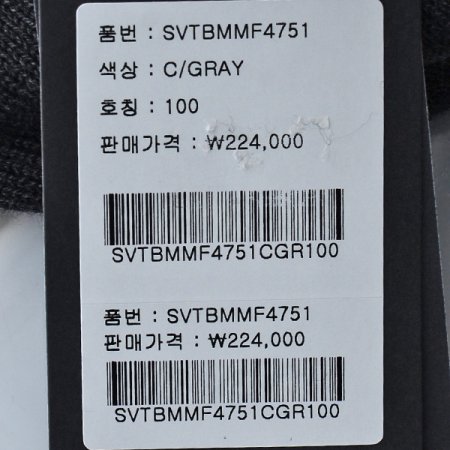 품번 : SVTBMMF4751
색상 : C/GRAY
호칭 : 100
판매가격 : ₩224,000
SVTBMMF4751CGR100
품번 : SVTBMMF4751
판매가격 : ₩224,000
SVTBMMF4751CGR100